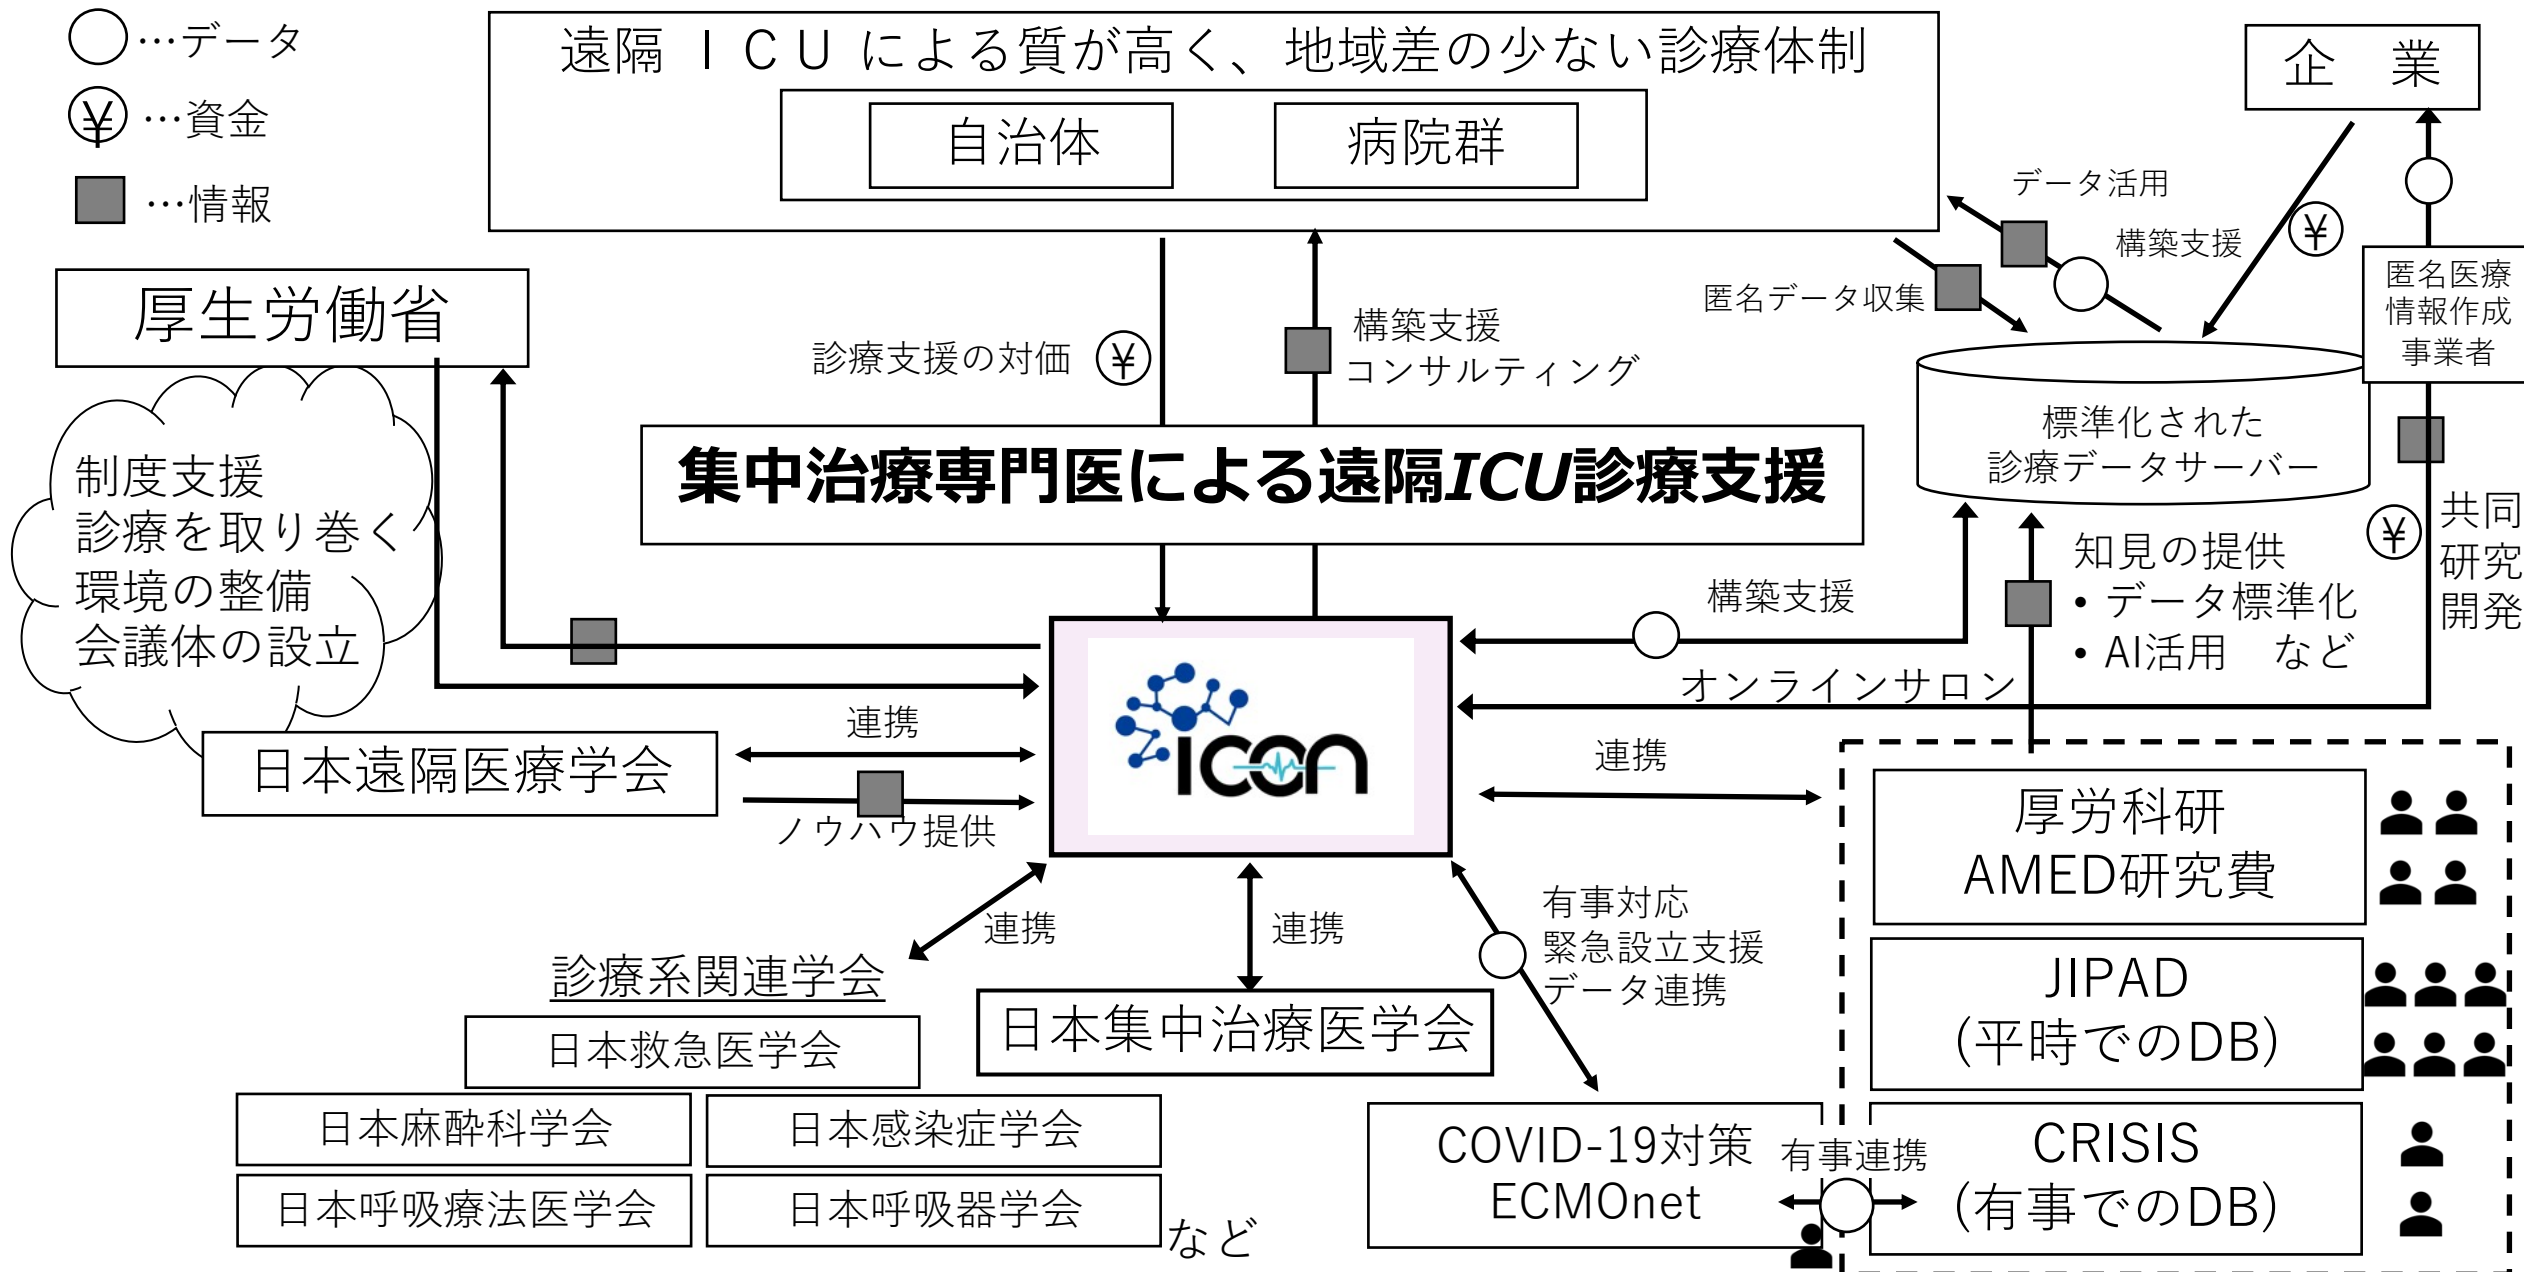 …データ
¥
…資金
…情報
遠隔 ＩＣＵ による質が高く、地域差の少ない診療体制
自治体
病院群
企　業
データ活用
構築支援
¥
匿名データ収集
匿名医療
情報作成
事業者
厚生労働省
診療支援の対価
¥
構築支援
コンサルティング
標準化された
診療データサーバー
集中治療専門医による遠隔ICU診療支援
制度支援
診療を取り巻く
環境の整備
会議体の設立
¥
共同
研究
開発
知見の提供
• データ標準化
• AI活用　など
構築支援
オンラインサロン
icon
連携
日本遠隔医療学会
ノウハウ提供
連携
厚労科研
AMED研究費
JIPAD
(平時でのDB)
CRISIS
(有事でのDB)
連携
連携
有事対応
緊急設立支援
データ連携
診療系関連学会
日本救急医学会
日本集中治療医学会
日本麻酔科学会
日本感染症学会
日本呼吸療法医学会
日本呼吸器学会
など
COVID-19対策
ECMOnet
有事連携